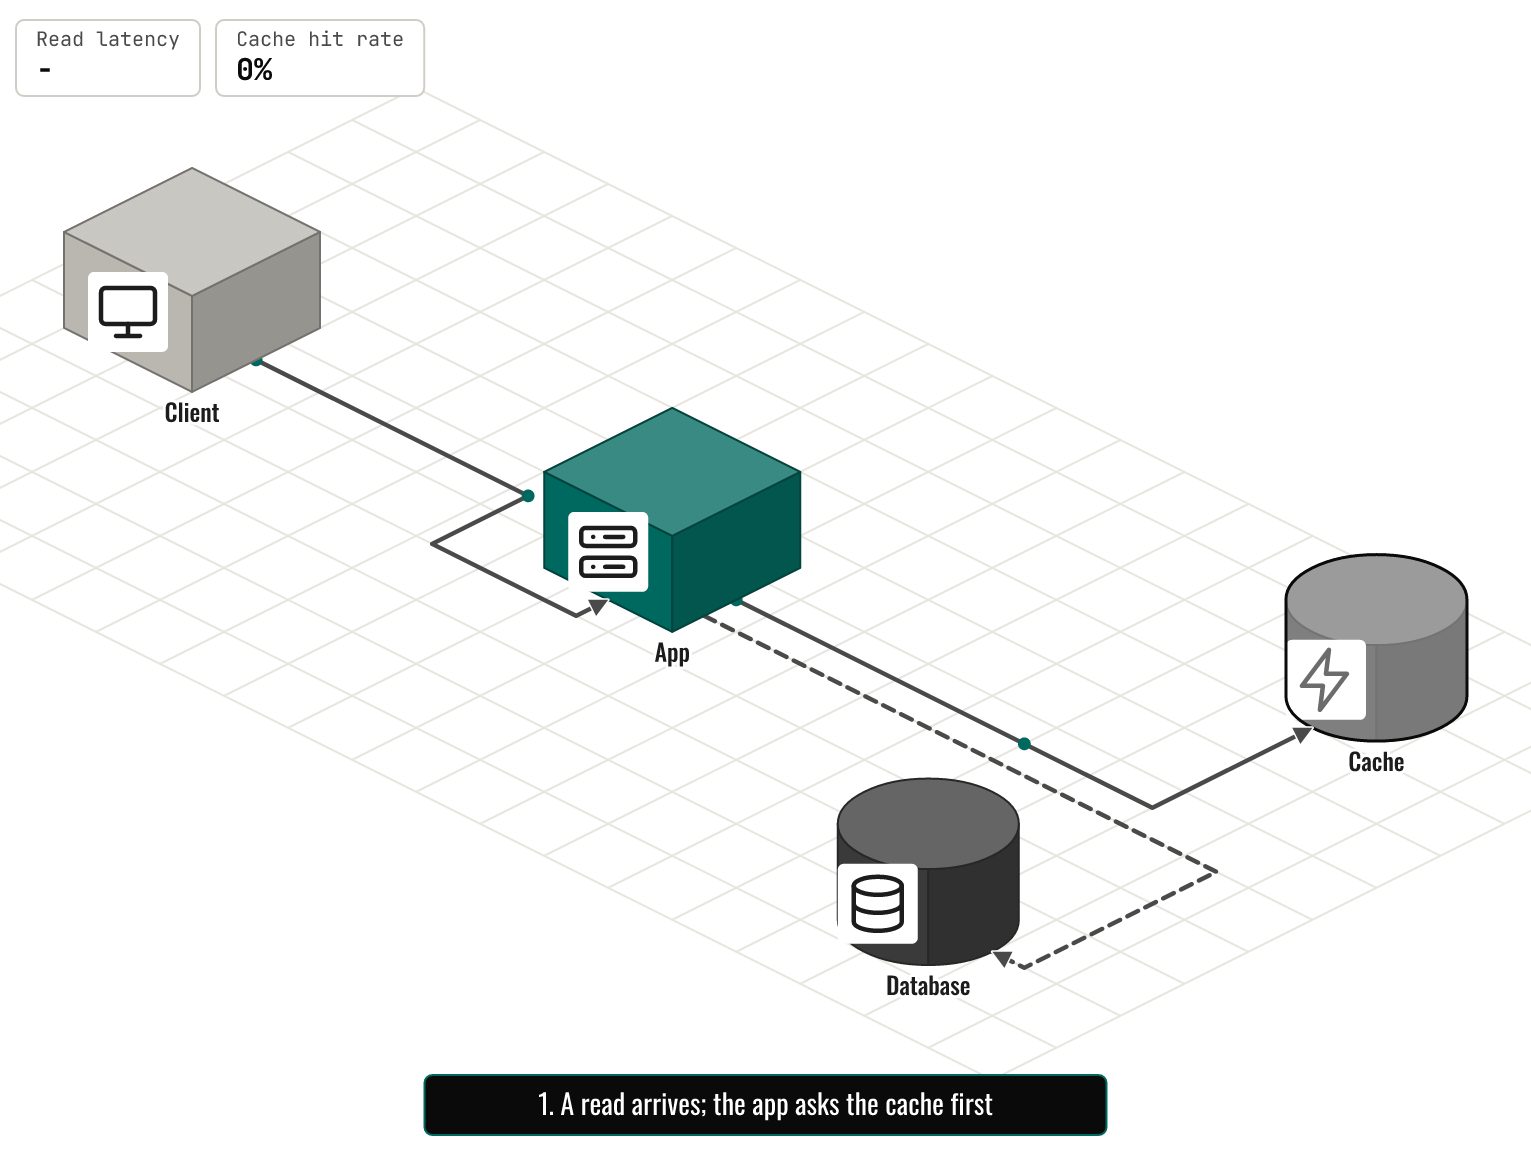 Read latency
-
Cache hit rate
0%
Client
App
Cache
Database
1. A read arrives; the app asks the cache first